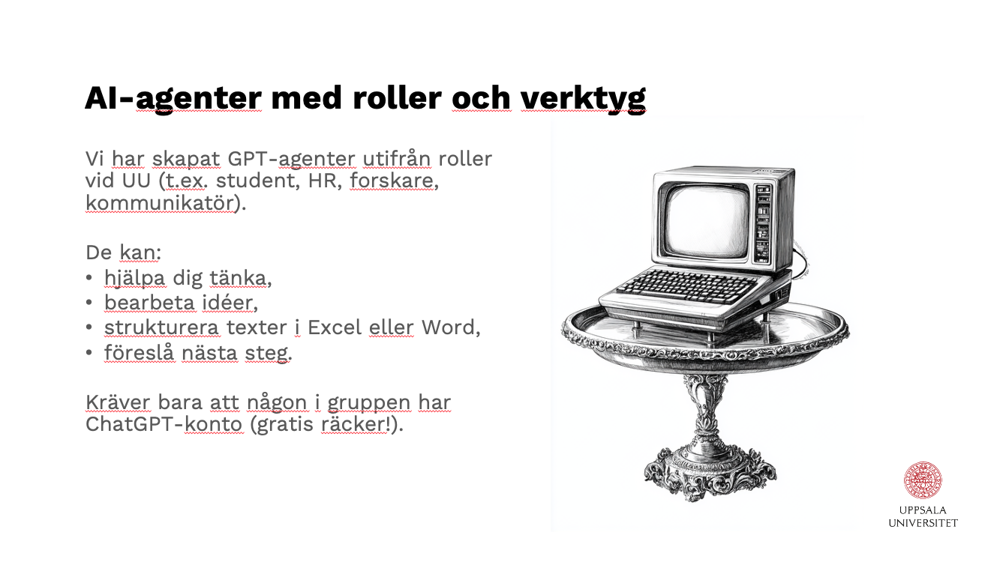 AI-agenter med roller och verktyg
Vi har skapat GPT-agenter utifrån roller
vid UU (t.ex. student, HR, forskare,
kommunikatör).
De kan:
• hjälpa dig tänka,
• bearbeta idéer,
• strukturera texter i Excel eller Word,
• föreslå nästa steg.
Kräver bara att någon i gruppen har
ChatGPT-konto (gratis räcker!).
UPPSALA
UNIVERSITET